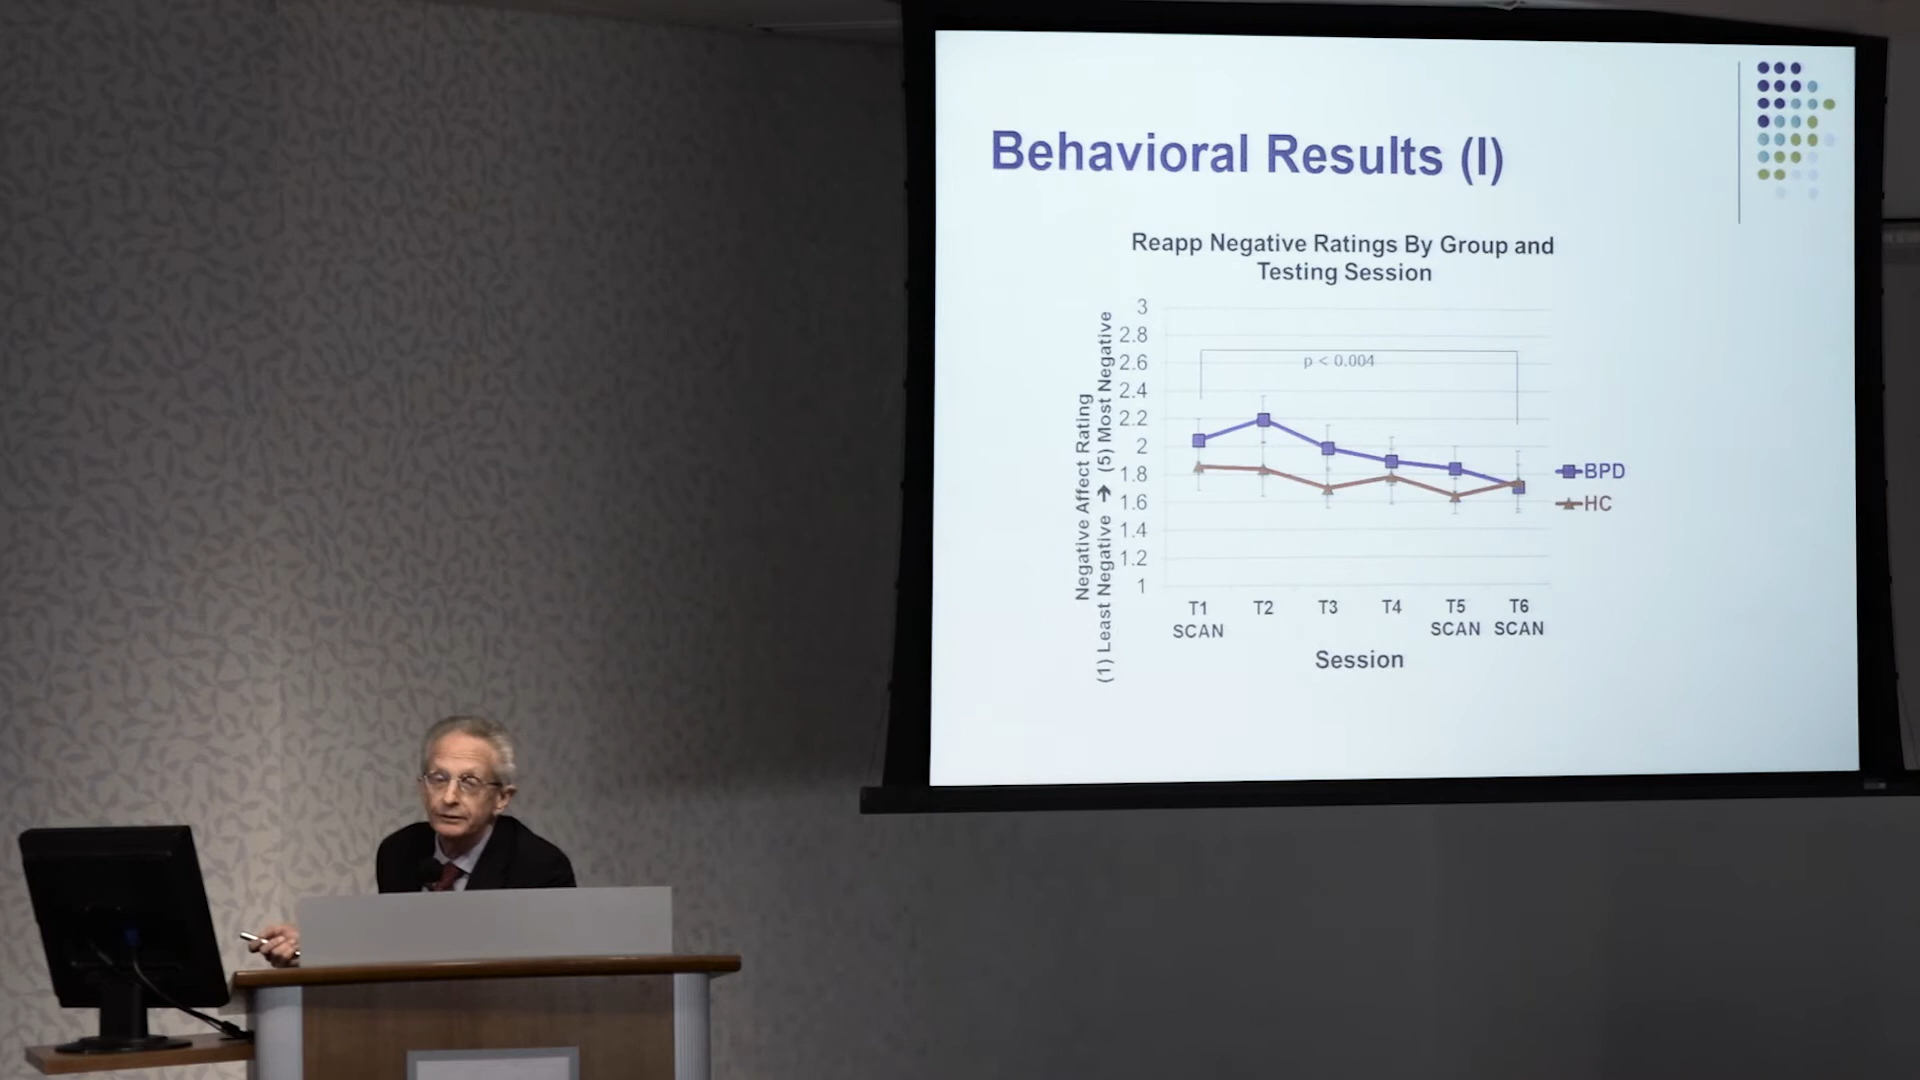 Behavioral Results (I)
Reapp Negative Ratings By Group and
Testing Session
Negative Affect Rating
(1) Least Negative → (5) Most Negative
3
2.8
2.6
2.4
2.2
2
1.8
1.6
1.4
1.2
1
p < 0.004
BPD
HC
T1 T2 T3 T4 T5 T6
SCAN SCAN SCAN
Session